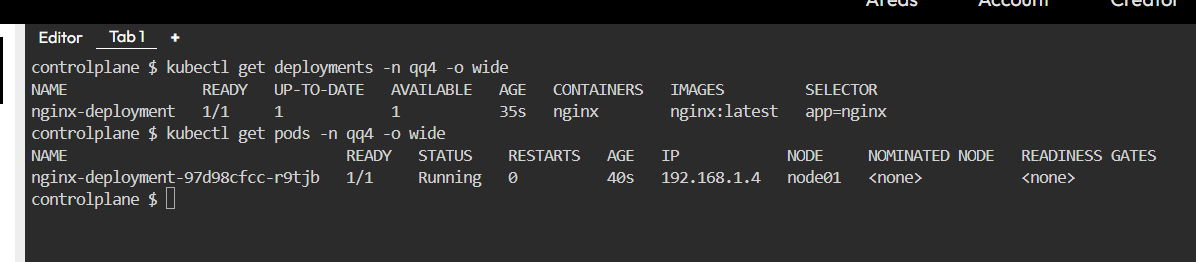 Areas Account Creator
Editor Tab 1 +
controlplane $ kubectl get deployments -n qq4 -o wide
NAME READY UP-TO-DATE AVAILABLE AGE CONTAINERS IMAGES SELECTOR
nginx-deployment 1/1 1 1 35s nginx nginx:latest app=nginx
controlplane $ kubectl get pods -n qq4 -o wide
NAME READY STATUS RESTARTS AGE IP NODE NOMINATED NODE READINESS GATES
nginx-deployment-97d98cfcc-r9tjb 1/1 Running 0 40s 192.168.1.4 node01 <none> <none>
controlplane $